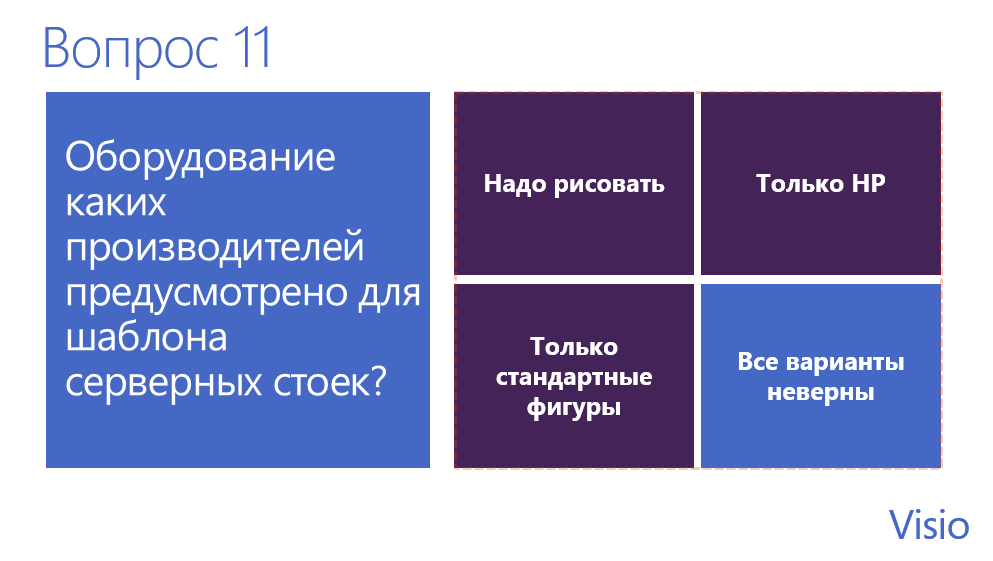 Вопрос 11
Оборудование
каких
производителей
предусмотрено для
шаблона
серверных стоек?
Надо рисовать
Только HP
Только
стандартные
фигуры
Все варианты
неверны
Visio